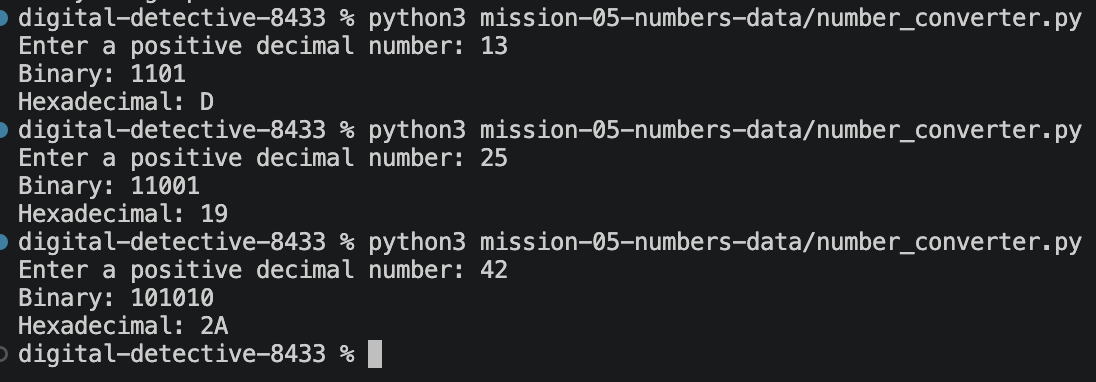 digital-detective-8433 % python3 mission-05-numbers-data/number_converter.py
Enter a positive decimal number: 13
Binary: 1101
Hexadecimal: D
digital-detective-8433 % python3 mission-05-numbers-data/number_converter.py
Enter a positive decimal number: 25
Binary: 11001
Hexadecimal: 19
digital-detective-8433 % python3 mission-05-numbers-data/number_converter.py
Enter a positive decimal number: 42
Binary: 101010
Hexadecimal: 2A
digital-detective-8433 %